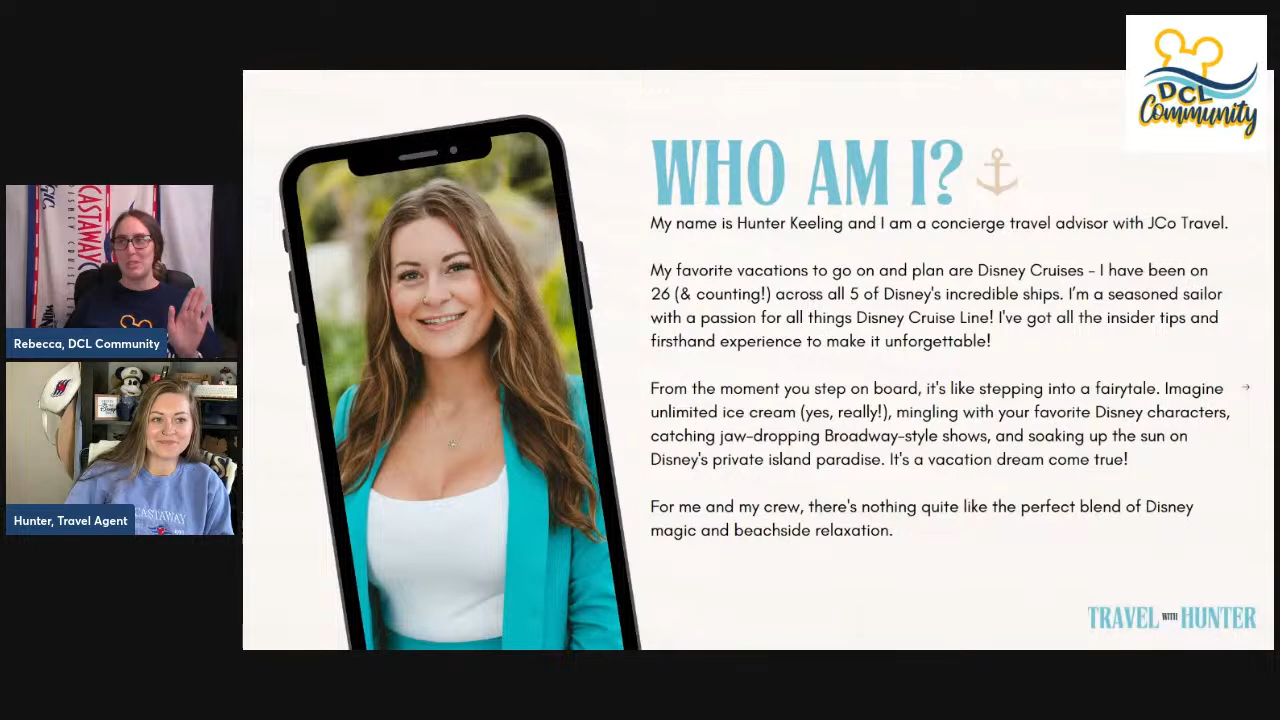 DCL
Community
WHO AM I?
My name is Hunter Keeling and I am a concierge travel advisor with JCo Travel.
My favorite vacations to go on and plan are Disney Cruises - I have been on
26 (& counting!) across all 5 of Disney's incredible ships. I'm a seasoned sailor
with a passion for all things Disney Cruise Line! I've got all the insider tips and
firsthand experience to make it unforgettable!
From the moment you step on board, it's like stepping into a fairytale. Imagine
unlimited ice cream (yes, really!), mingling with your favorite Disney characters,
catching jaw-dropping Broadway-style shows, and soaking up the sun on
Disney's private island paradise. It's a vacation dream come true!
For me and my crew, there's nothing quite like the perfect blend of Disney
magic and beachside relaxation.
TRAVEL WITH HUNTER
CASTAWAY
DISNEY CRUISE
Rebecca, DCL Community
CASTAWAY
Hunter, Travel Agent